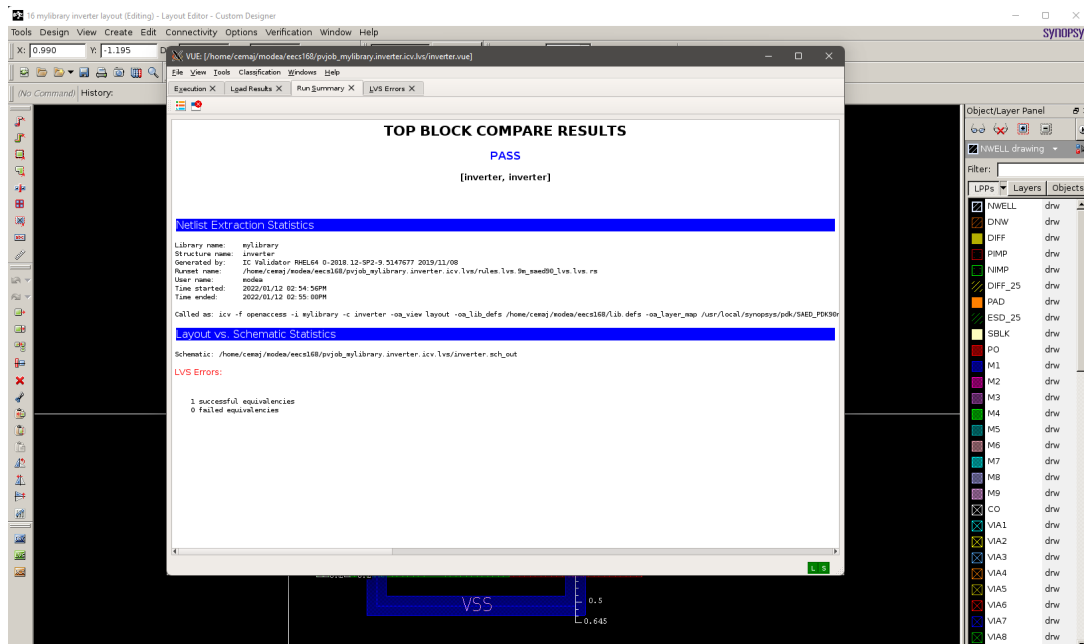 16 mylibrary inverter layout (Editing) - Layout Editor - Custom Designer
Tools Design View Create Edit Connectivity Options Verification Window Help
SYNOPSY
X: 0.990 Y: -1.195 D
(No Command) History:
VUE: [/home/cemaj/modea/eecs168/pvjob_mylibrary.inverter.icv.lvs/inverter.vue]
File View Tools Classification Windows Help
Execution X Load Results X Run Summary X LVS Errors X
TOP BLOCK COMPARE RESULTS
PASS
[inverter, inverter]
Netlist Extraction Statistics
Library name: mylibrary
Structure name: inverter
Generated by: IC Validator RHEL64 O-2018.12-SP2-9.5147677 2019/11/08
Runset name: /home/cemaj/modea/eecs168/pvjob_mylibrary.inverter.icv.lvs/rules.lvs.9m_saed90_lvs.lvs.rs
User name: modea
Time started: 2022/01/12 02:54:56PM
Time ended: 2022/01/12 02:55:00PM
Called as: icv -f openaccess -i mylibrary -c inverter -oa_view layout -oa_lib_defs /home/cemaj/modea/eecs168/lib.defs -oa_layer_map /usr/local/synopsys/pdk/SAED_PDK90n
Layout vs. Schematic Statistics
Schematic: /home/cemaj/modea/eecs168/pvjob_mylibrary.inverter.icv.lvs/inverter.sch_out
LVS Errors:
1 successful equivalencies
0 failed equivalencies
L S
VSS
0.5
0.645
Object/Layer Panel
NWELL drawing
Filter:
LPPs Layers Objects
NWELL drw
DNW drw
DIFF drw
PIMP drw
NIMP drw
DIFF_25 drw
PAD drw
ESD_25 drw
SBLK drw
PO drw
M1 drw
M2 drw
M3 drw
M4 drw
M5 drw
M6 drw
M7 drw
M8 drw
M9 drw
CO drw
VIA1 drw
VIA2 drw
VIA3 drw
VIA4 drw
VIA5 drw
VIA6 drw
VIA7 drw
VIA8 drw